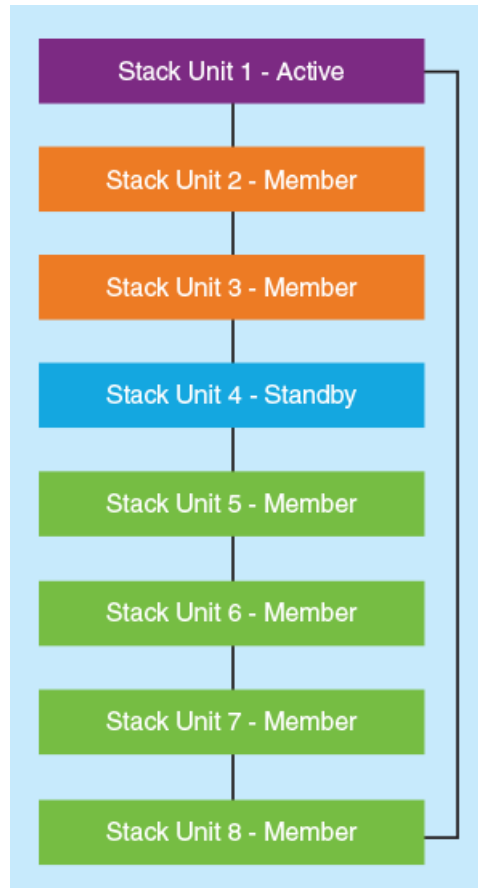 Stack Unit 1 - Active
Stack Unit 2 - Member
Stack Unit 3 - Member
Stack Unit 4 - Standby
Stack Unit 5 - Member
Stack Unit 6 - Member
Stack Unit 7 - Member
Stack Unit 8 - Member